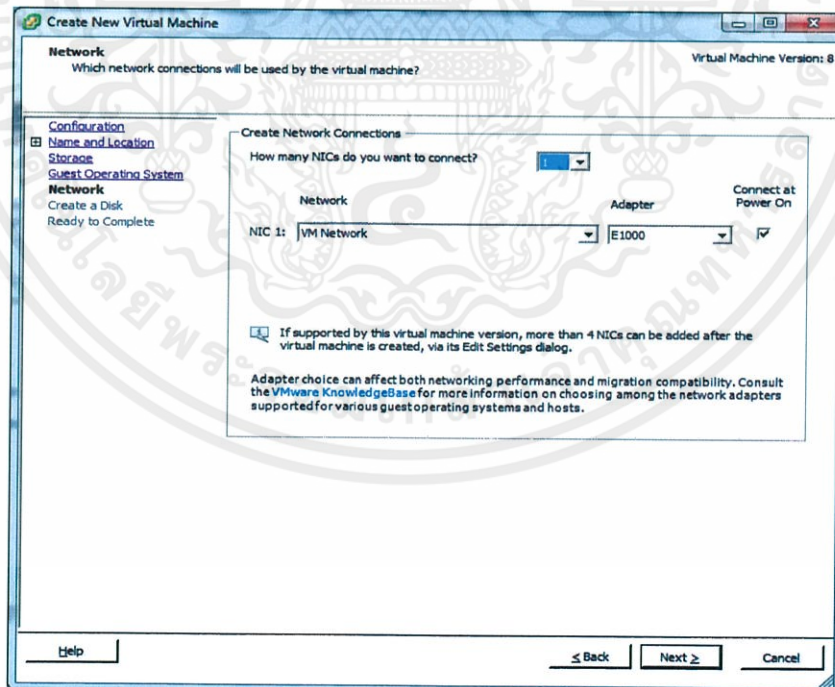 Create New Virtual Machine
Network
Which network connections will be used by the virtual machine?
Virtual Machine Version: 8
Configuration
Name and Location
Storage
Guest Operating System
Network
Create a Disk
Ready to Complete
Create Network Connections
How many NICs do you want to connect?
1
Network
Adapter
Connect at
Power On
NIC 1:
VM Network
E1000
If supported by this virtual machine version, more than 4 NICs can be added after the
virtual machine is created, via its Edit Settings dialog.
Adapter choice can affect both networking performance and migration compatibility. Consult
the VMware KnowledgeBase for more information on choosing among the network adapters
supported for various guest operating systems and hosts.
Help
≤ Back
Next ≥
Cancel